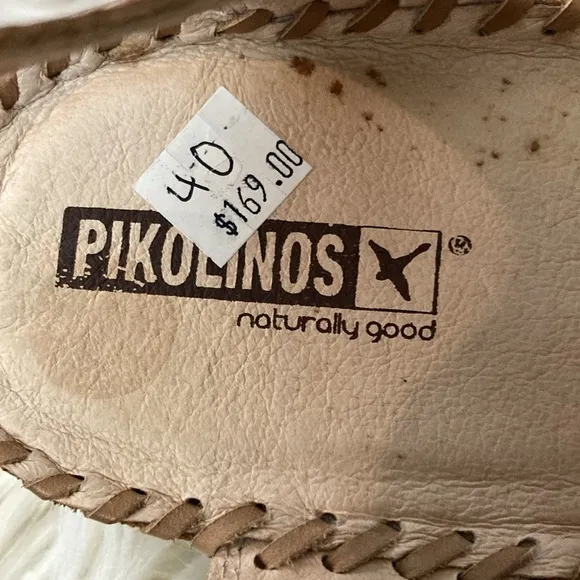 40
$169.00
PIKOLINOS
®
naturally good